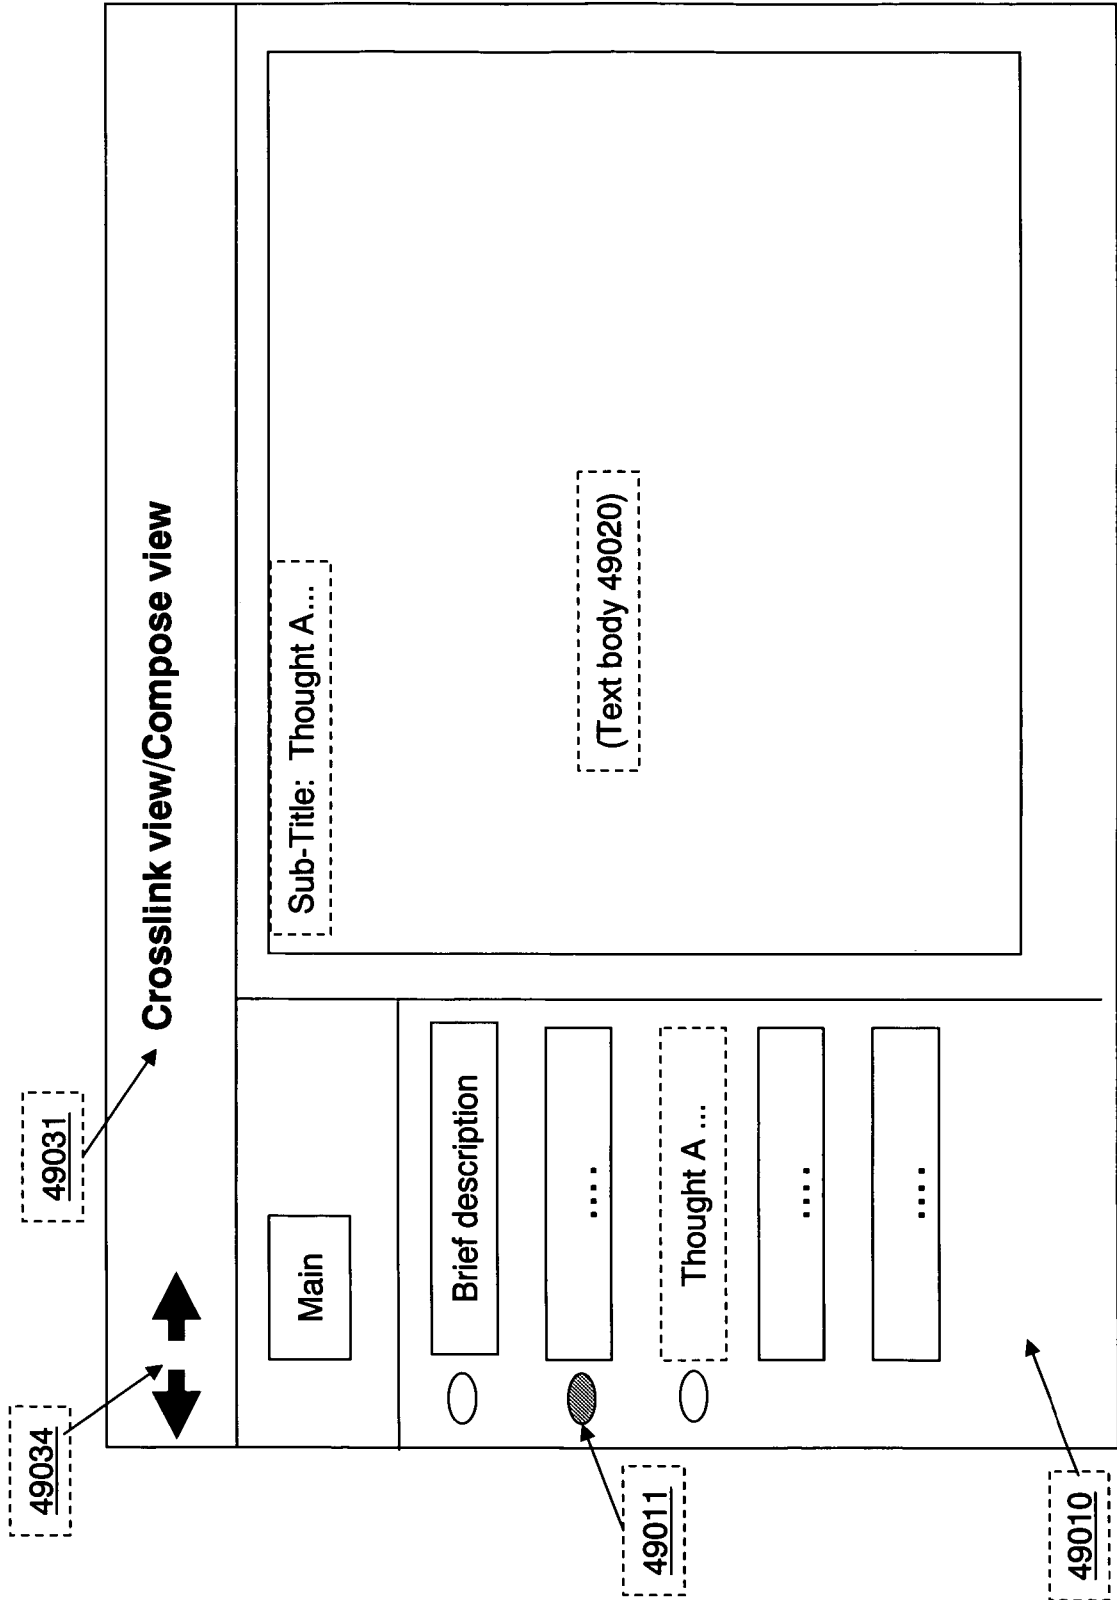 49034
49031
Crosslink view/Compose view
Main
Sub-Title: Thought A...
Brief description
....
49011
Thought A ...
(Text body 49020)
....
....
49010